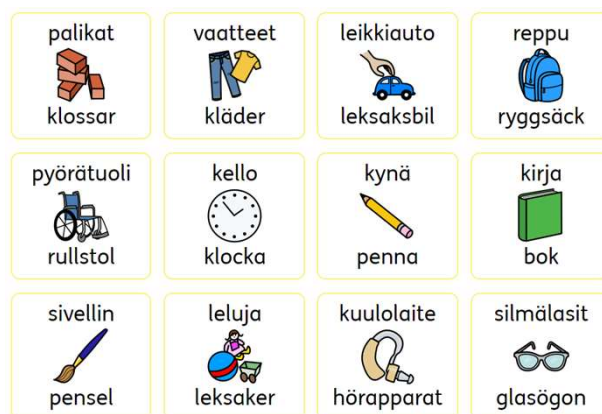 palikat
klossar
vaatteet
kläder
leikkiauto
leksaksbil
reppu
ryggsäck
pyörätuoli
rullstol
kello
klocka
kynä
penna
kirja
bok
sivellin
pensel
leluja
leksaker
kuulolaite
hörapparat
silmälasit
glasögon